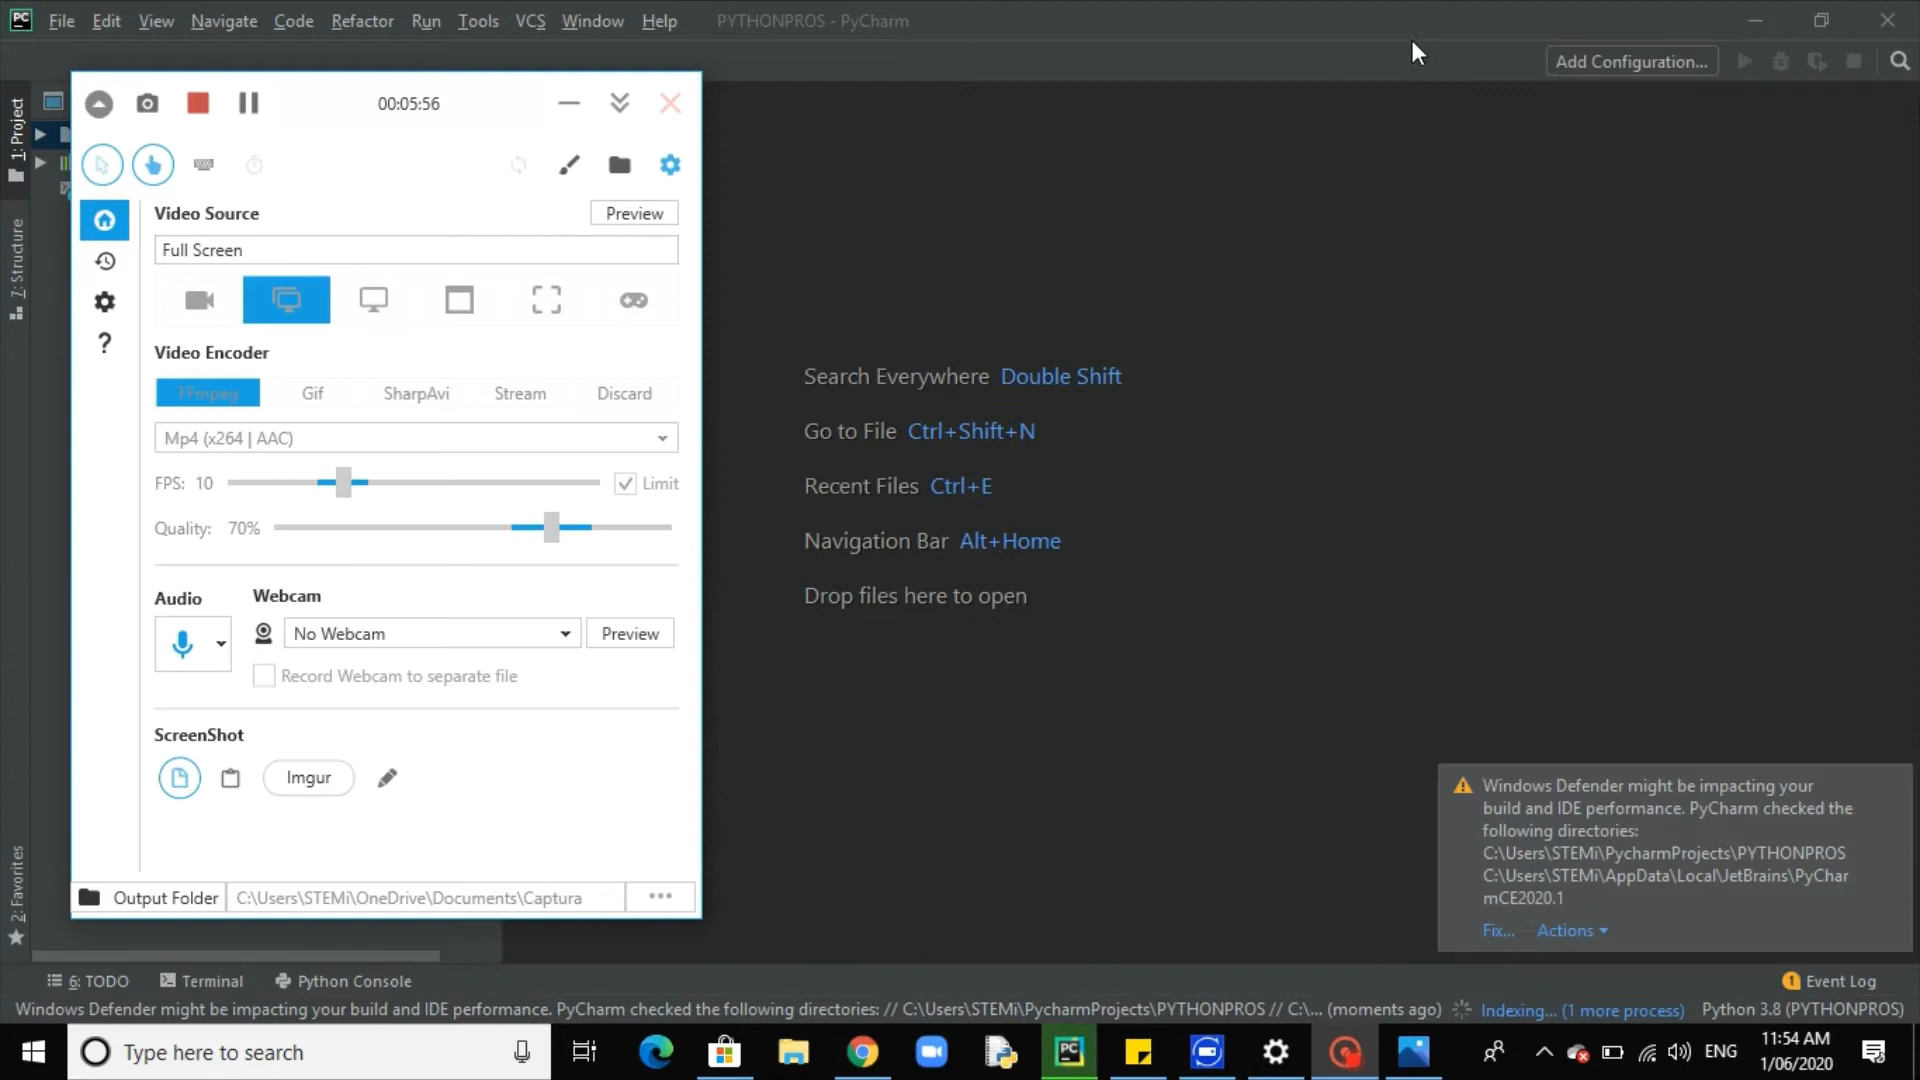 PC File Edit View Navigate Code Refactor Run Tools VCS Window Help PYTHONPROS - PyCharm
Add Configuration...
1: Project
7: Structure
2: Favorites
00:05:56
Video Source Preview
Full Screen
Video Encoder
FFmpeg Gif SharpAvi Stream Discard
Mp4 (x264 | AAC)
FPS: 10 Limit
Quality: 70%
Audio Webcam
No Webcam Preview
Record Webcam to separate file
ScreenShot
Imgur
Output Folder C:\Users\STEMi\OneDrive\Documents\Captura ...
Search Everywhere Double Shift
Go to File Ctrl+Shift+N
Recent Files Ctrl+E
Navigation Bar Alt+Home
Drop files here to open
Windows Defender might be impacting your
build and IDE performance. PyCharm checked the
following directories:
C:\Users\STEMi\PycharmProjects\PYTHONPROS
C:\Users\STEMi\AppData\Local\JetBrains\PyChar
mCE2020.1
Fix... Actions
6: TODO Terminal Python Console 1 Event Log
Windows Defender might be impacting your build and IDE performance. PyCharm checked the following directories: // C:\Users\STEMi\PycharmProjects\PYTHONPROS // C:\... (moments ago) Indexing... (1 more process) Python 3.8 (PYTHONPROS)
Type here to search PC ENG 11:54 AM
1/06/2020